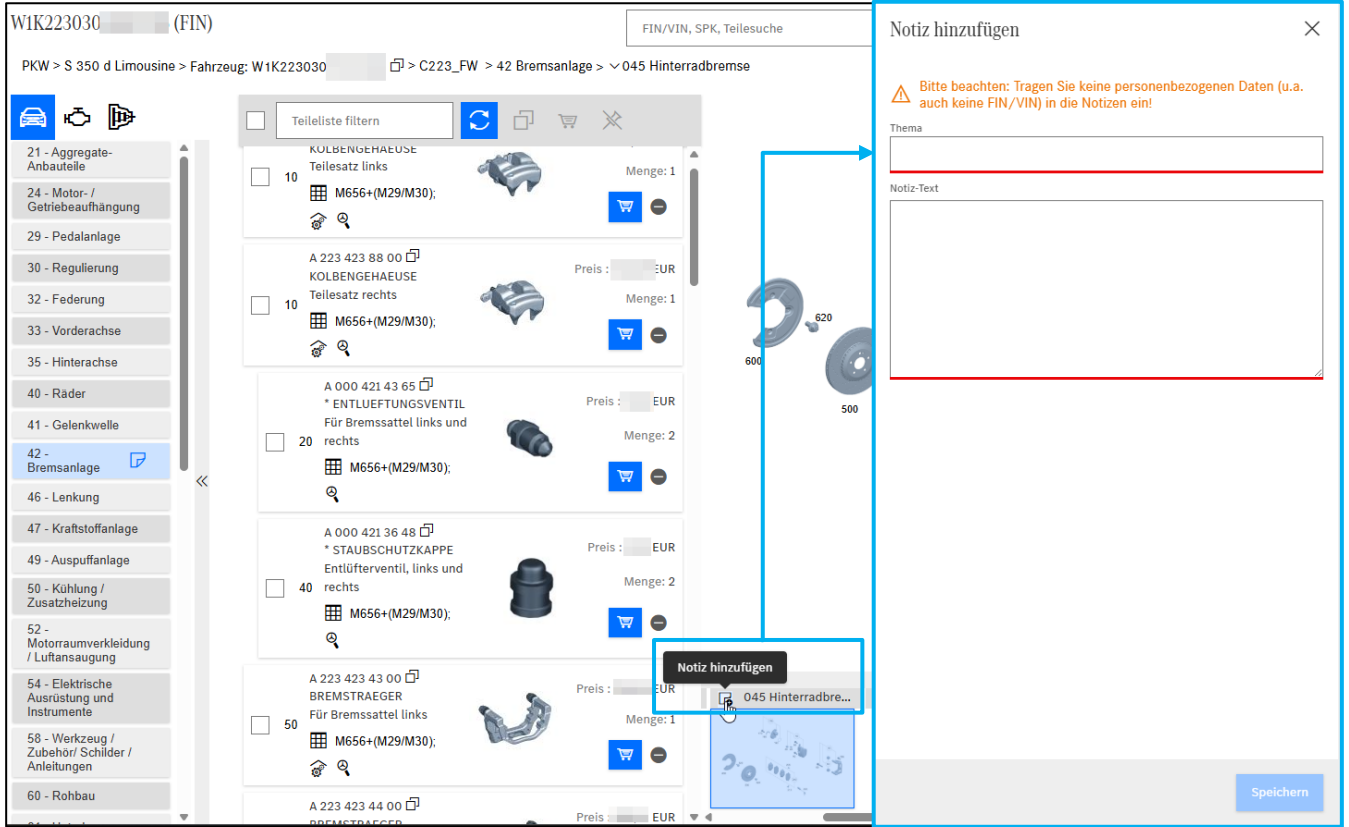 W1K223030 (FIN)
FIN/VIN, SPK, Teilesuche
PKW > S 350 d Limousine > Fahrzeug: W1K223030 > C223_FW > 42 Bremsanlage > 045 Hinterradbremse
21 - Aggregate-
Anbauteile
24 - Motor- /
Getriebeaufhängung
29 - Pedalanlage
30 - Regulierung
32 - Federung
33 - Vorderachse
35 - Hinterachse
40 - Räder
41 - Gelenkwelle
42 -
Bremsanlage
46 - Lenkung
47 - Kraftstoffanlage
49 - Auspuffanlage
50 - Kühlung /
Zusatzheizung
52 -
Motorraumverkleidung
/ Luftansaugung
54 - Elektrische
Ausrüstung und
Instrumente
58 - Werkzeug /
Zubehör/ Schilder /
Anleitungen
60 - Rohbau
Teileliste filtern
KOLBENGEHAEUSE
Teilesatz links
10
Menge: 1
M656+(M29/M30);
A 223 423 88 00
KOLBENGEHAEUSE
Preis : EUR
Teilesatz rechts
10
Menge: 1
M656+(M29/M30);
A 000 421 43 65
* ENTLUEFTUNGSVENTIL
Preis : EUR
Für Bremssattel links und
20 rechts
Menge: 2
M656+(M29/M30);
A 000 421 36 48
* STAUBSCHUTZKAPPE
Preis : EUR
Entlüfterventil, links und
40 rechts
Menge: 2
M656+(M29/M30);
A 223 423 43 00
BREMSTRAEGER
Preis : EUR
Für Bremssattel links
50
Menge: 1
M656+(M29/M30);
A 223 423 44 00
BREMSTRAEGER
Preis : EUR
620
600
500
Notiz hinzufügen
045 Hinterradbre...
Notiz hinzufügen
Bitte beachten: Tragen Sie keine personenbezogenen Daten (u.a.
auch keine FIN/VIN) in die Notizen ein!
Thema
Notiz-Text
Speichern